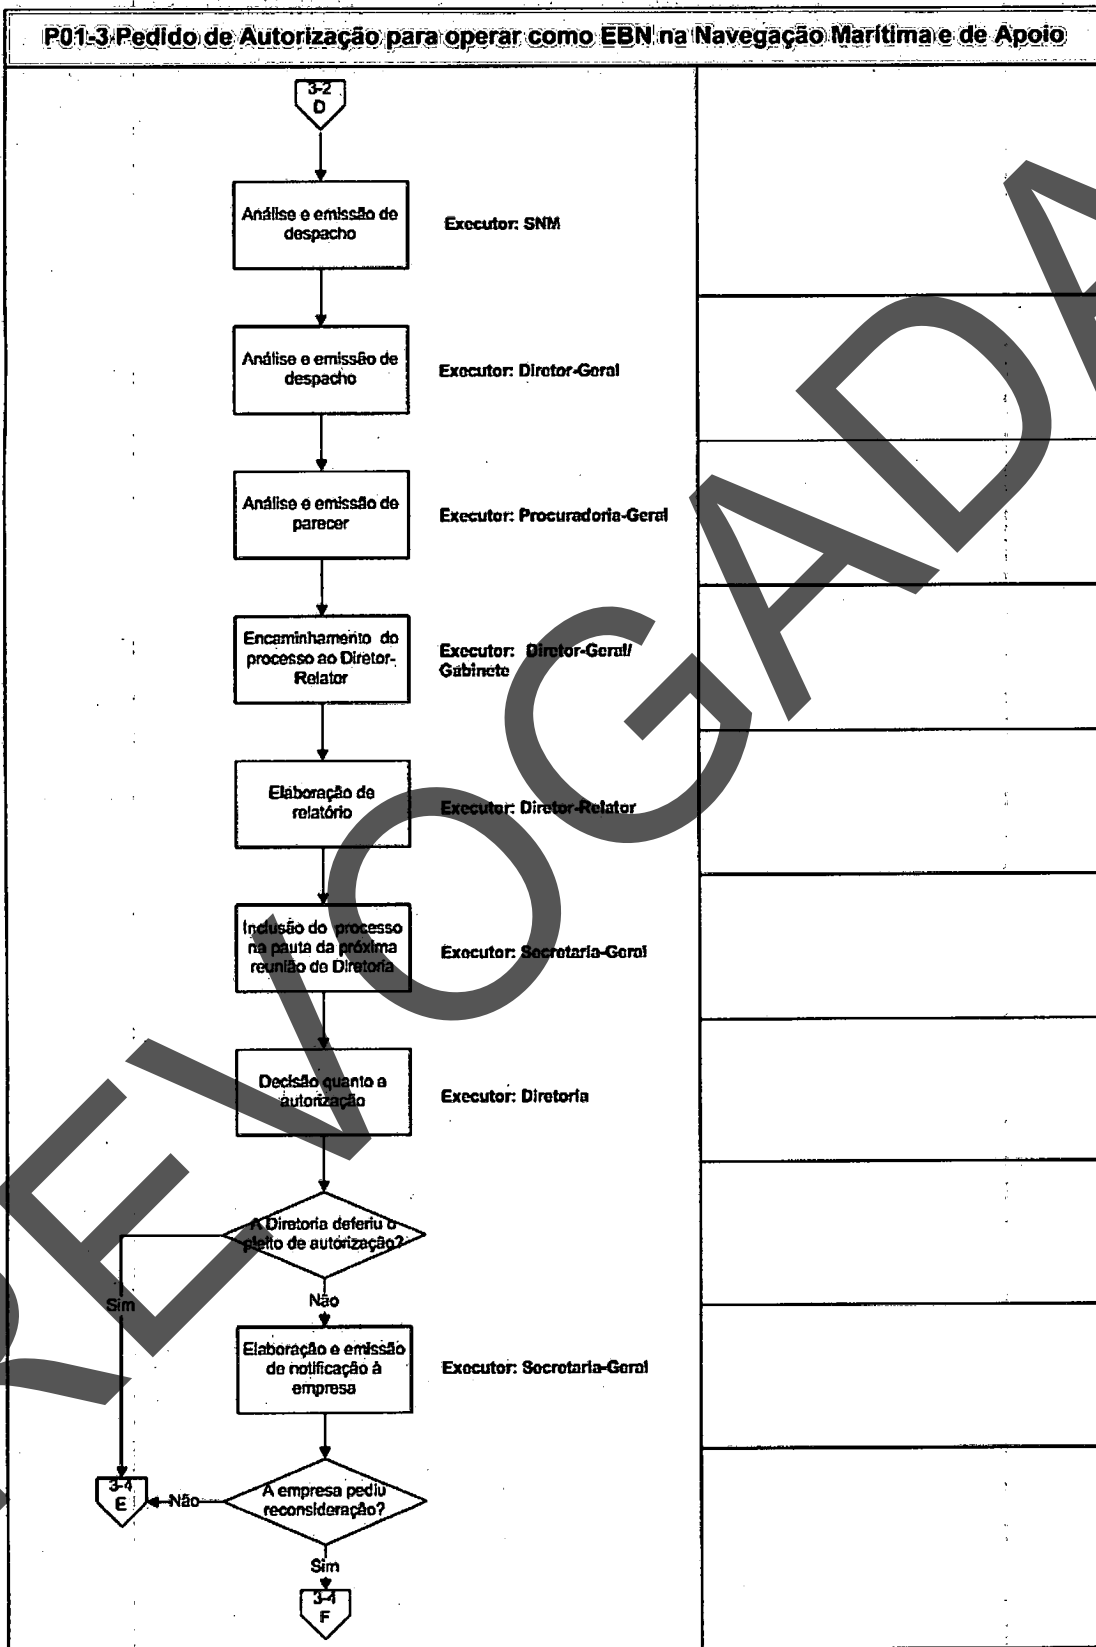 P01-3-Pedido de Autorização para operar como EBN na Navegação Marítima e de Apoio
3-2
D
Análise e emissão de
despacho
Executor: SNM
Análise e emissão de
despacho
Executor: Diretor-Geral
Análise e emissão de
parecer
Executor: Procuradoria-Geral
Encaminhamento do
processo ao Diretor-
Relator
Executor: Diretor-Geral/
Gabinete
Elaboração de
relatório
Executor: Diretor-Relator
Inclusão do processo
na pauta da próxima
reunião de Diretoria
Executor: Secretaria-Geral
Decisão quanto a
autorização
Executor: Diretoria
A Diretoria deferiu o
pleito de autorização?
Sim
Não
Elaboração e emissão
de notificação à
empresa
Executor: Secretaria-Geral
3-4
E
Não
A empresa pediu
reconsideração?
Sim
3-4
F
REVOGADA